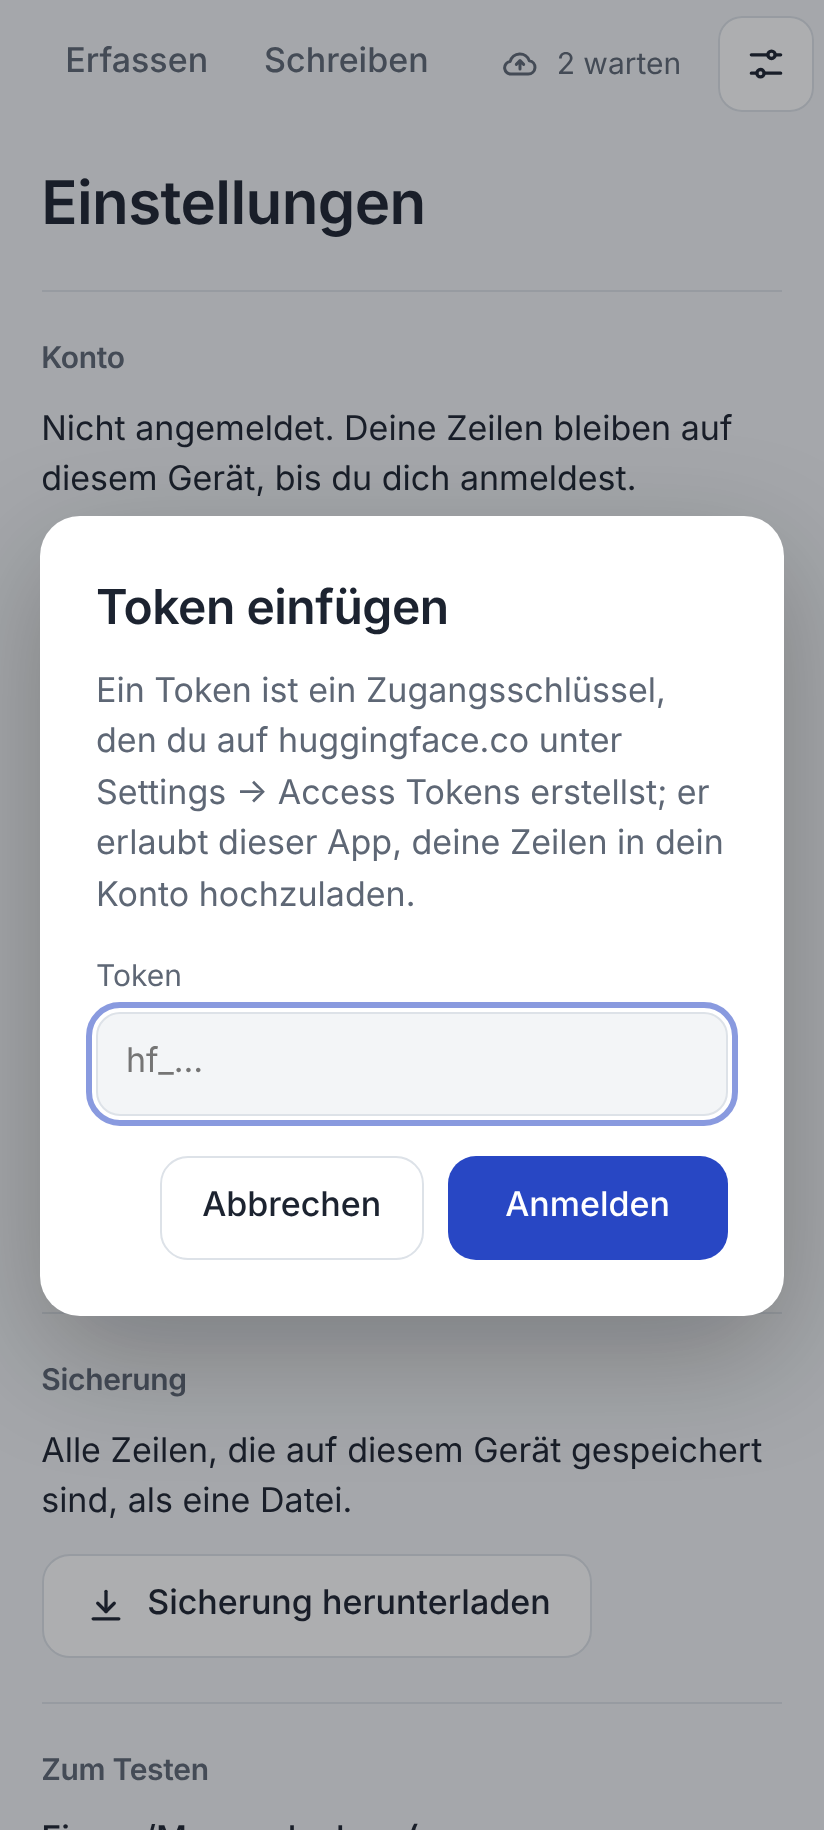 Erfassen Schreiben 2 warten
Einstellungen
Konto
Nicht angemeldet. Deine Zeilen bleiben auf
diesem Gerät, bis du dich anmeldest.
Token einfügen
Ein Token ist ein Zugangsschlüssel,
den du auf huggingface.co unter
Settings → Access Tokens erstellst; er
erlaubt dieser App, deine Zeilen in dein
Konto hochzuladen.
Token
hf_...
Abbrechen Anmelden
Sicherung
Alle Zeilen, die auf diesem Gerät gespeichert
sind, als eine Datei.
Sicherung herunterladen
Zum Testen